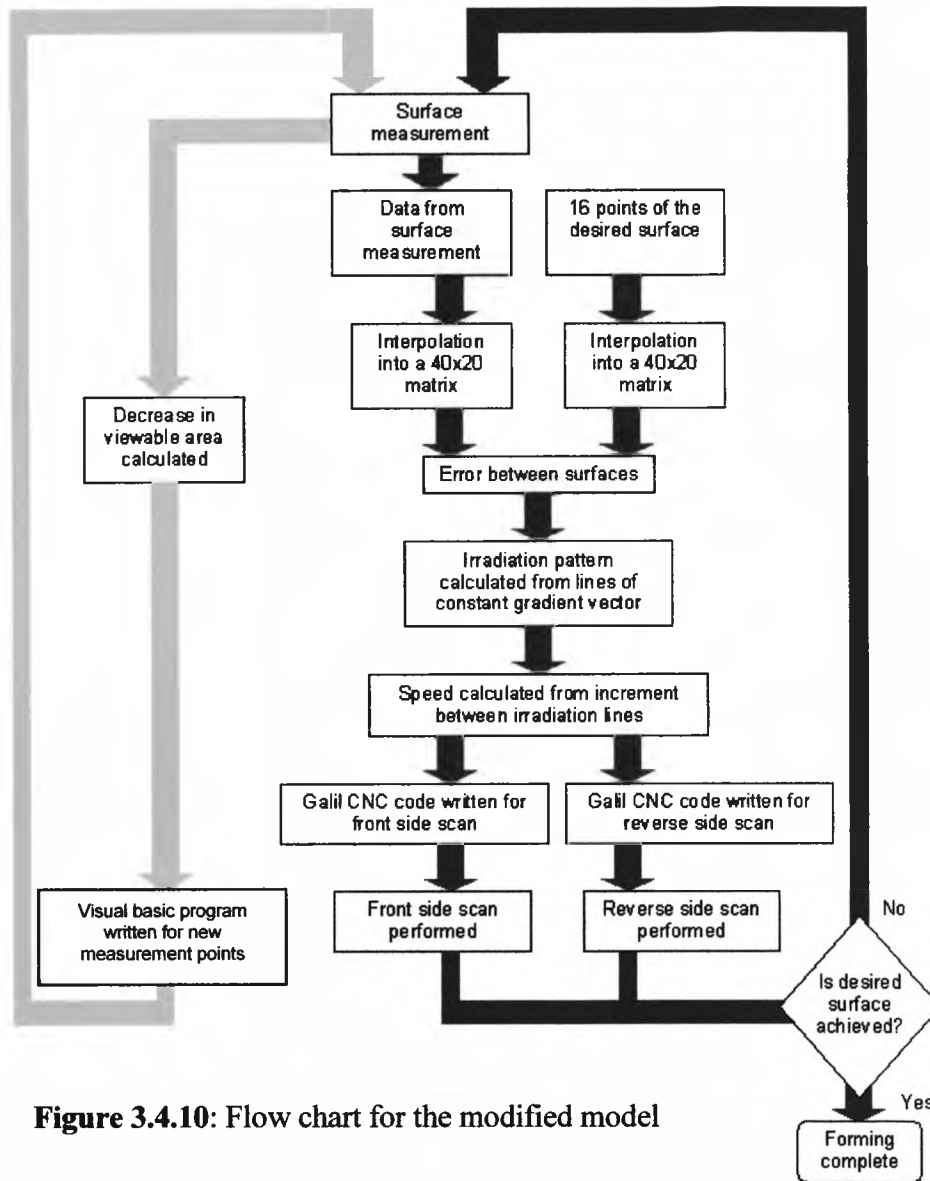 Surface
measurement
Data from
surface
measurement
16 points of the
desired surface
Interpolation
into a 40x20
matrix
Interpolation
into a 40x20
matrix
Decrease in
viewable area
calculated
Error between surfaces
Irradiation pattern
calculated from lines of
constant gradient vector
Speed calculated from increment
between irradiation lines
Galil CNC code written for
front side scan
Galil CNC code written for
reverse side scan
Visual basic program
written for new
measurement points
Front side scan
performed
Reverse side scan
performed
No
Is desired
surface
achieved?
Yes
Forming
complete
Figure 3.4.10: Flow chart for the modified model